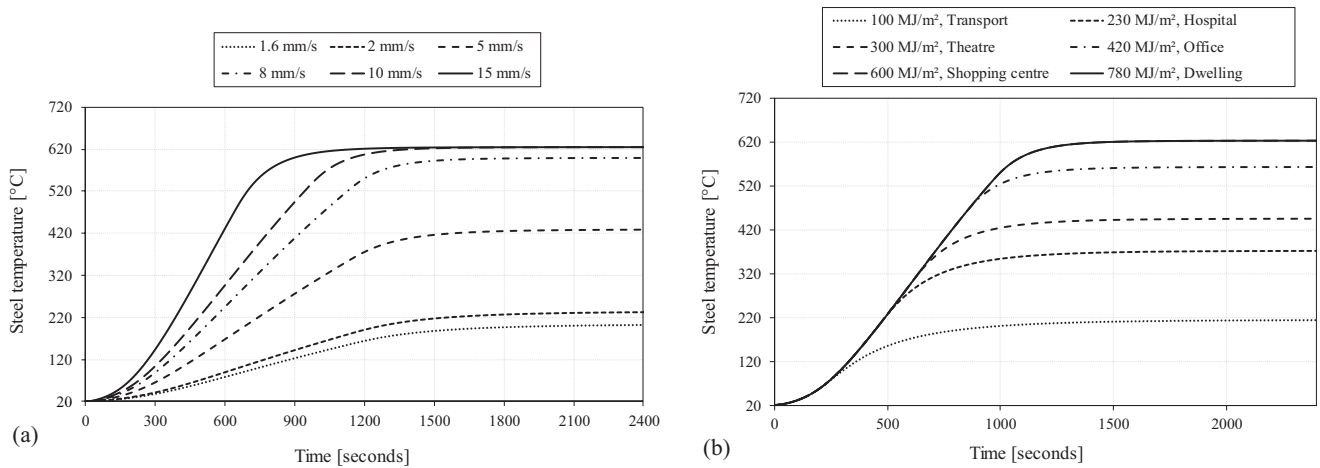 1.6 mm/s 2 mm/s 5 mm/s
8 mm/s 10 mm/s 15 mm/s
720
620
520
420
320
220
120
20
Steel temperature [°C]
0 300 600 900 1200 1500 1800 2100 2400
Time [seconds]
(a)
100 MJ/m², Transport 230 MJ/m², Hospital
300 MJ/m², Theatre 420 MJ/m², Office
600 MJ/m², Shopping centre 780 MJ/m², Dwelling
720
620
520
420
320
220
120
20
Steel temperature [°C]
0 500 1000 1500 2000
Time [seconds]
(b)